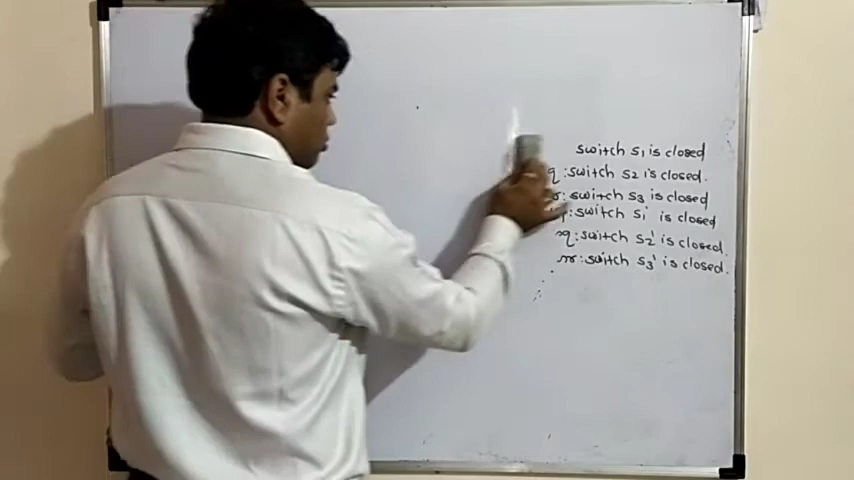 switch S₁ is closed
q : switch S₂ is closed.
switch S₃ is closed
: switch S₁' is closed
~q : switch S₂' is closed.
~r : switch S₃' is closed.